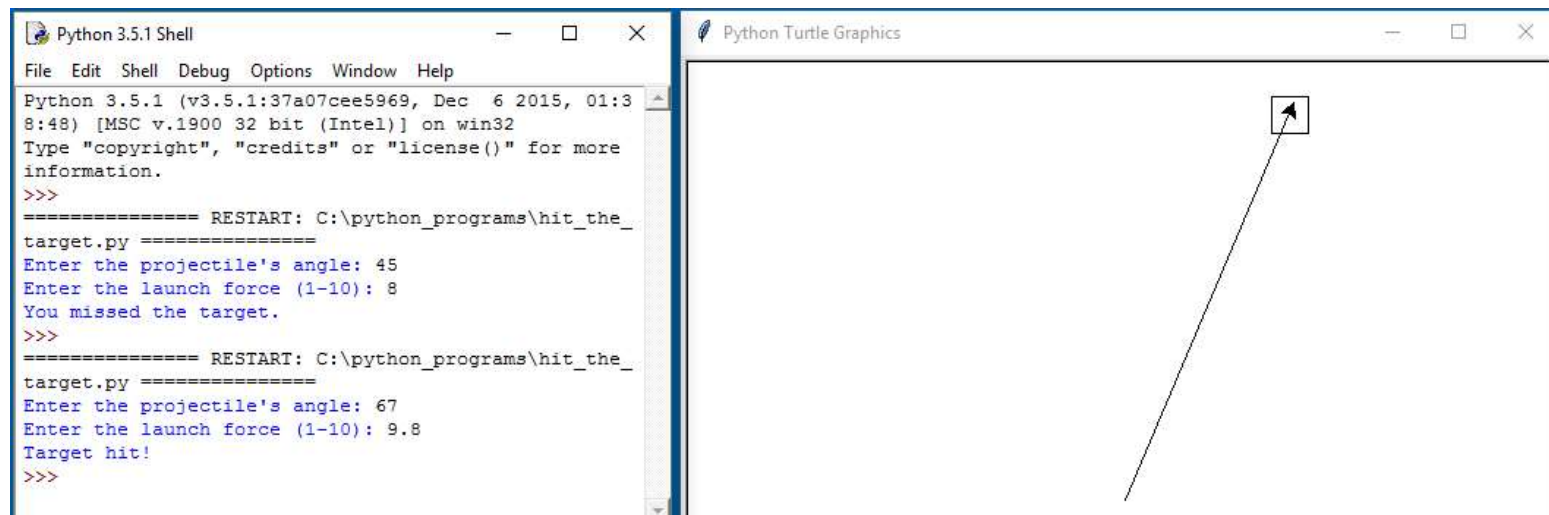 Python 3.5.1 Shell
File Edit Shell Debug Options Window Help
Python 3.5.1 (v3.5.1:37a07cee5969, Dec  6 2015, 01:3
8:48) [MSC v.1900 32 bit (Intel)] on win32
Type "copyright", "credits" or "license()" for more
information.
>>>
=============== RESTART: C:\python_programs\hit_the_
target.py ===============
Enter the projectile's angle: 45
Enter the launch force (1-10): 8
You missed the target.
>>>
=============== RESTART: C:\python_programs\hit_the_
target.py ===============
Enter the projectile's angle: 67
Enter the launch force (1-10): 9.8
Target hit!
>>>
Python Turtle Graphics